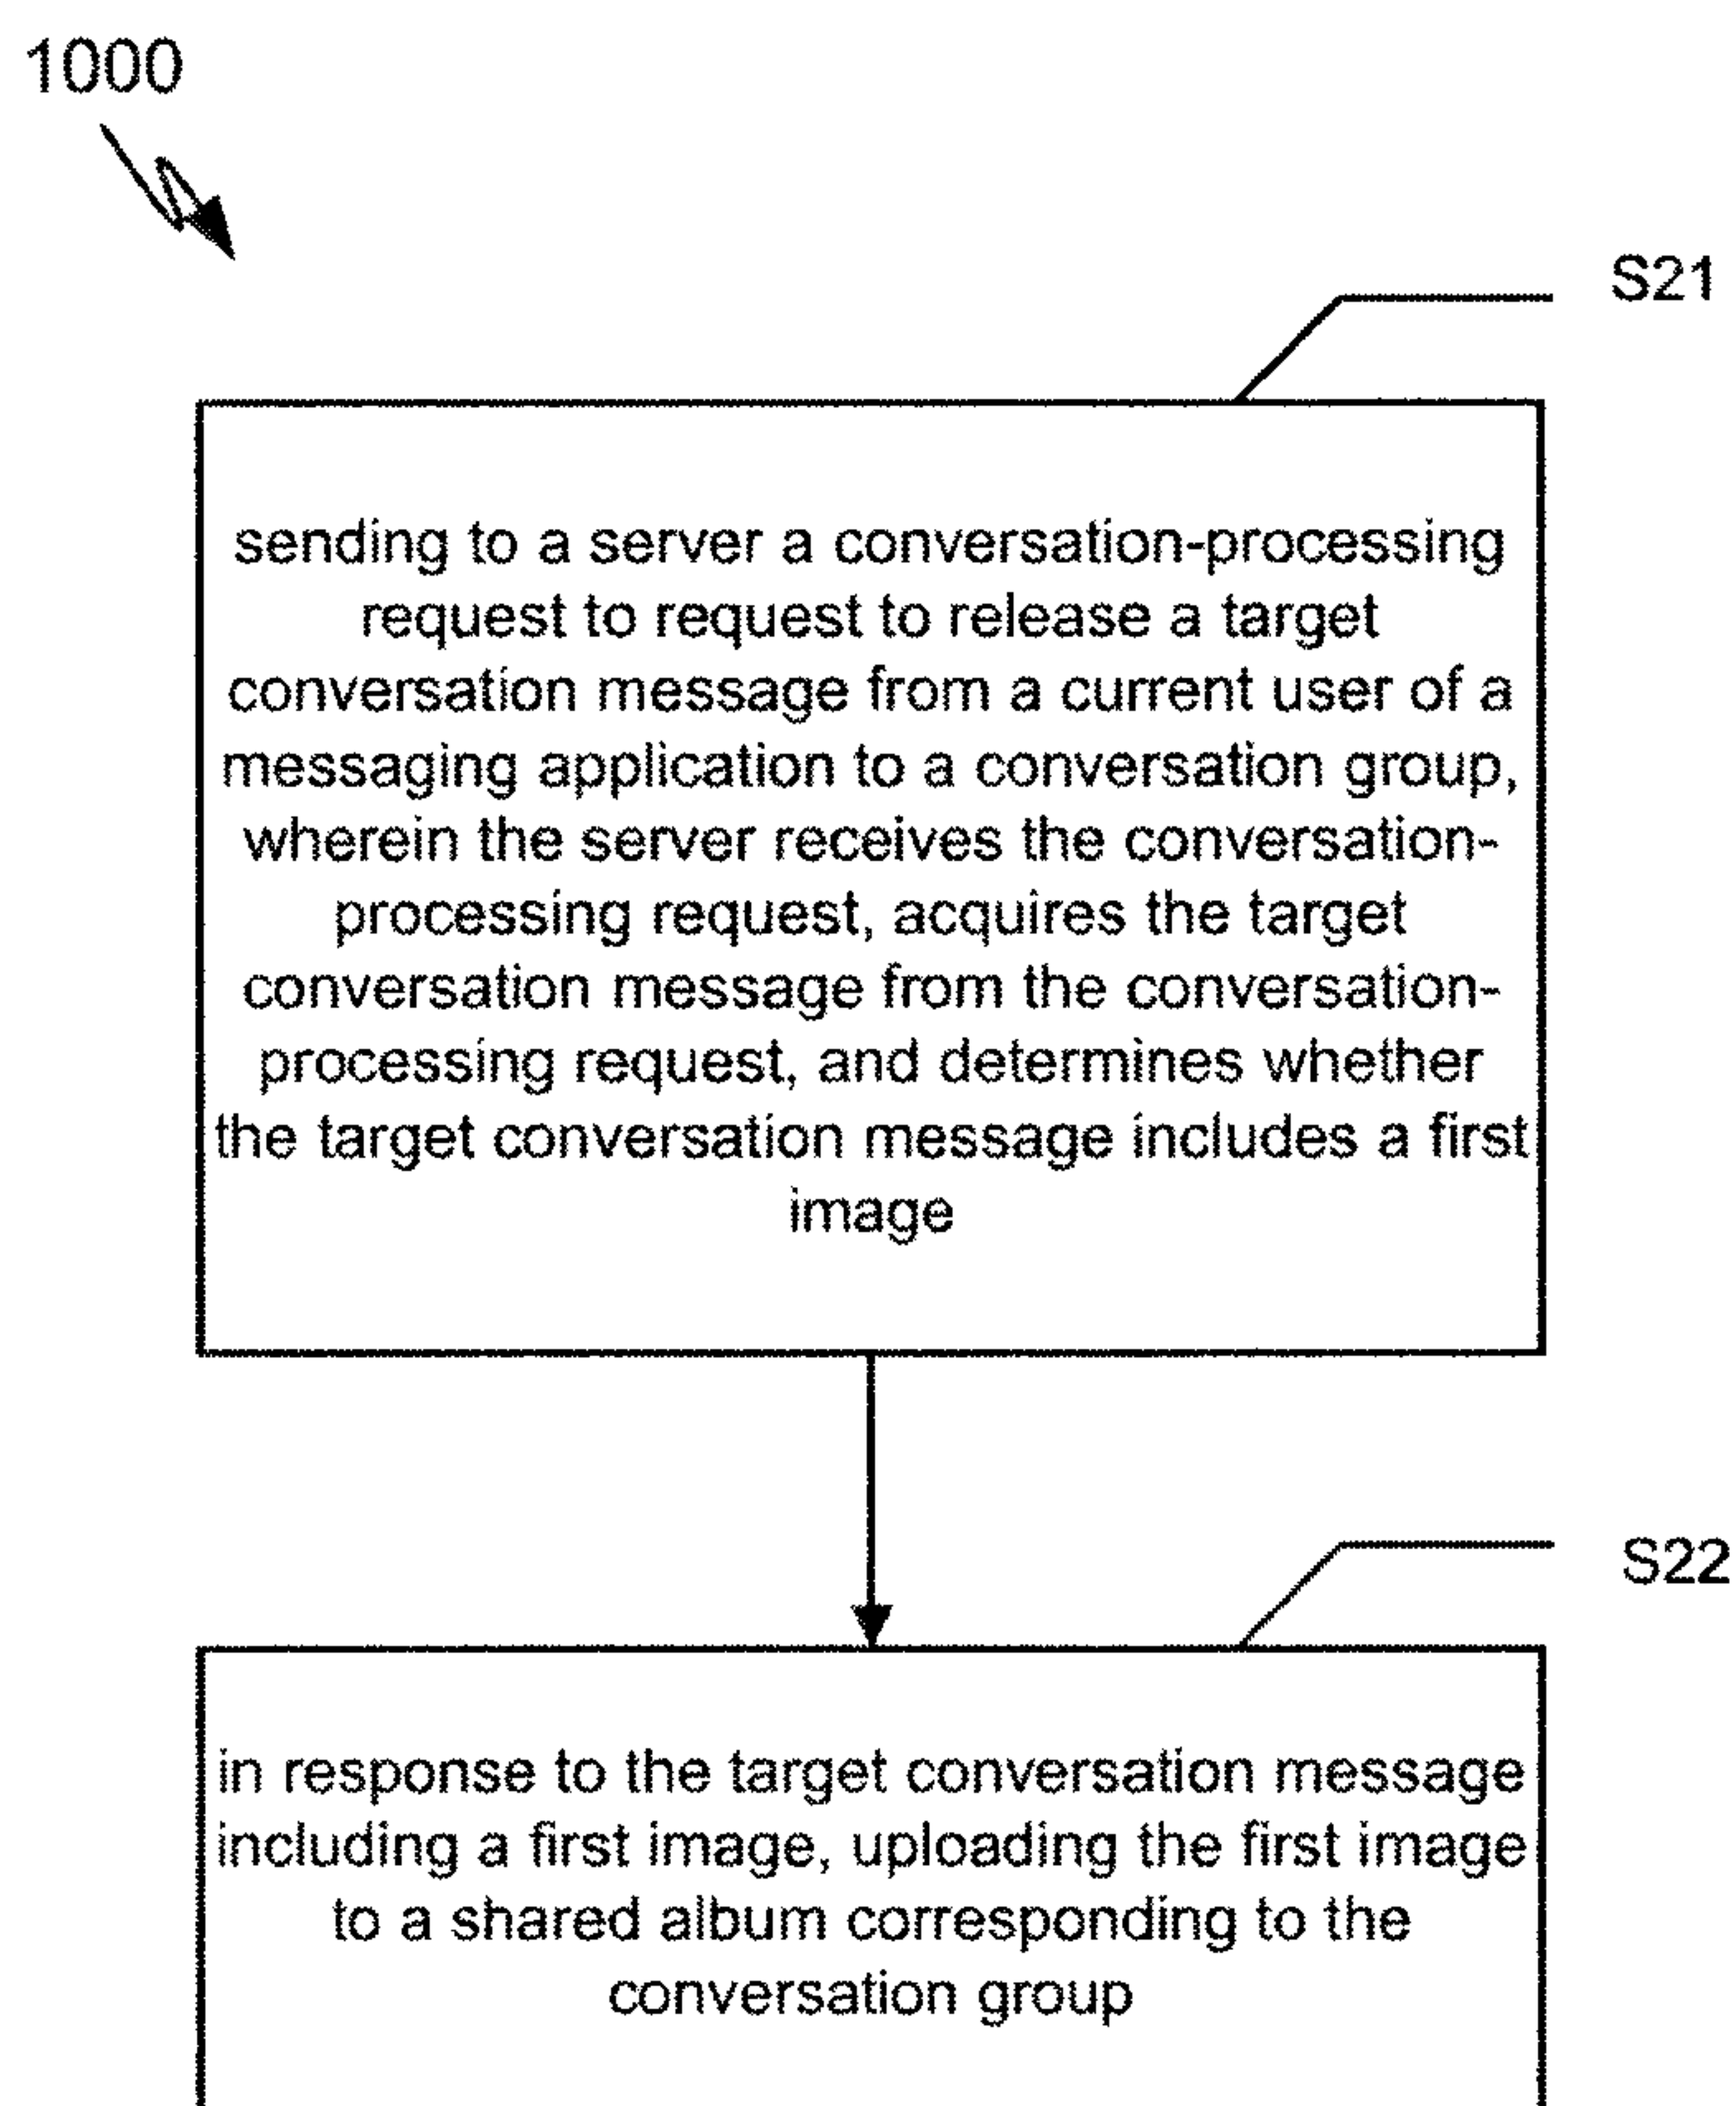 1000
S21
sending to a server a conversation-processing
request to request to release a target
conversation message from a current user of a
messaging application to a conversation group,
wherein the server receives the conversation-
processing request, acquires the target
conversation message from the conversation-
processing request, and determines whether
the target conversation message includes a first
image
S22
in response to the target conversation message
including a first image, uploading the first image
to a shared album corresponding to the
conversation group